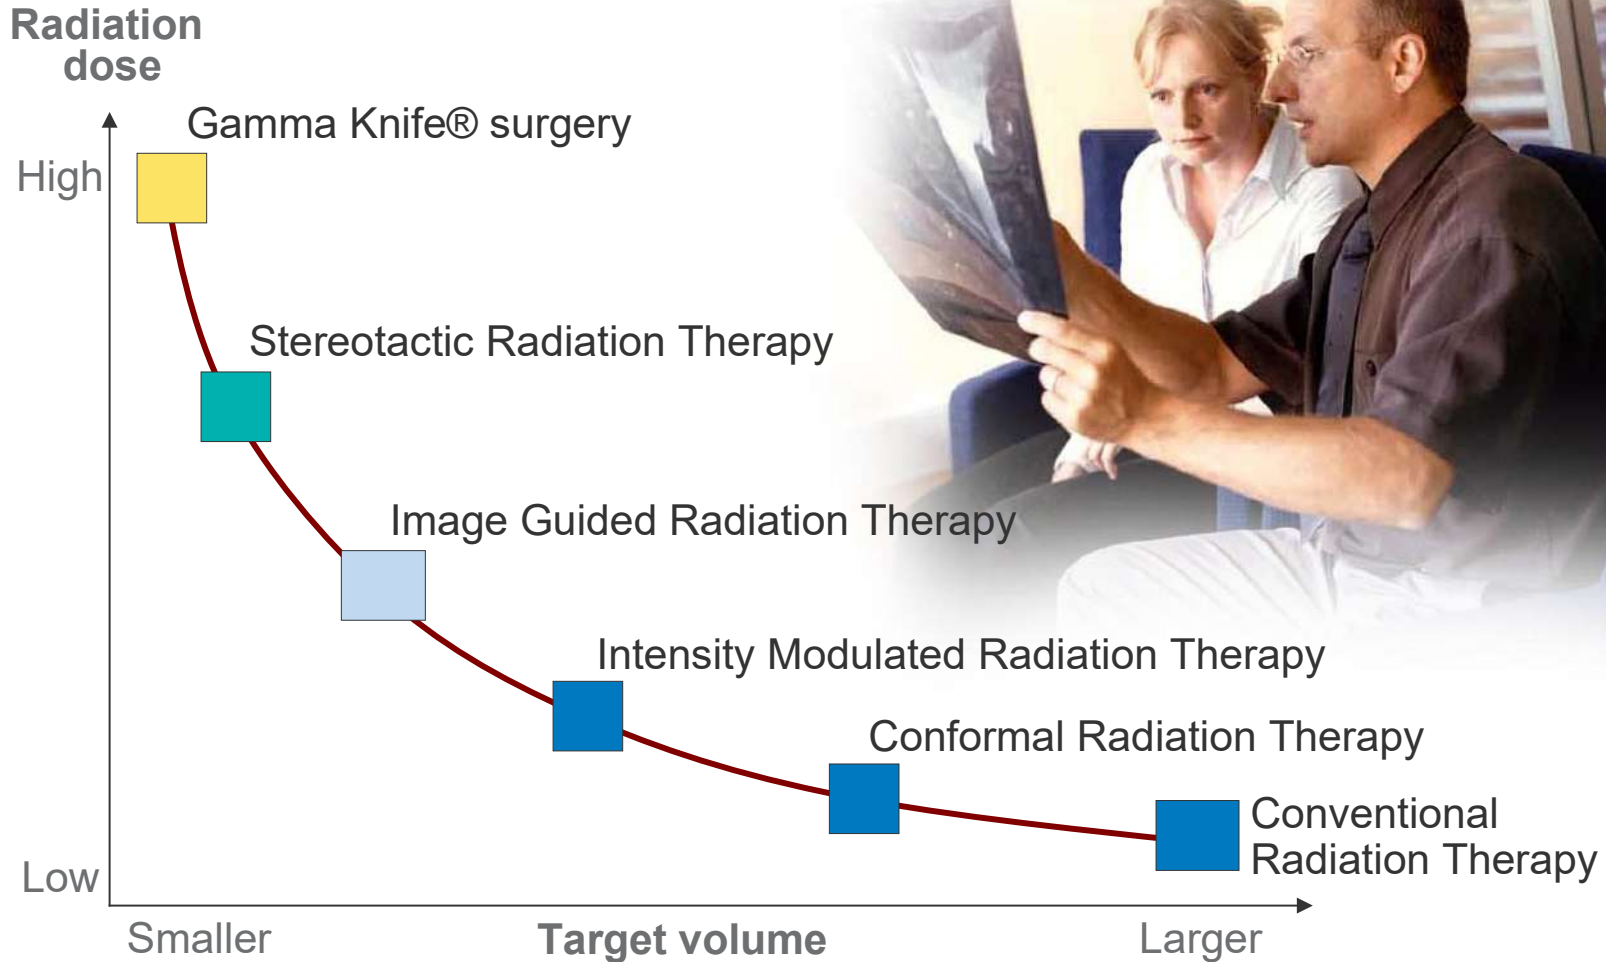 Radiation
dose
Gamma Knife® surgery
High
Stereotactic Radiation Therapy
Image Guided Radiation Therapy
Intensity Modulated Radiation Therapy
Conformal Radiation Therapy
Conventional
Radiation Therapy
Low
Smaller
Target volume
Larger